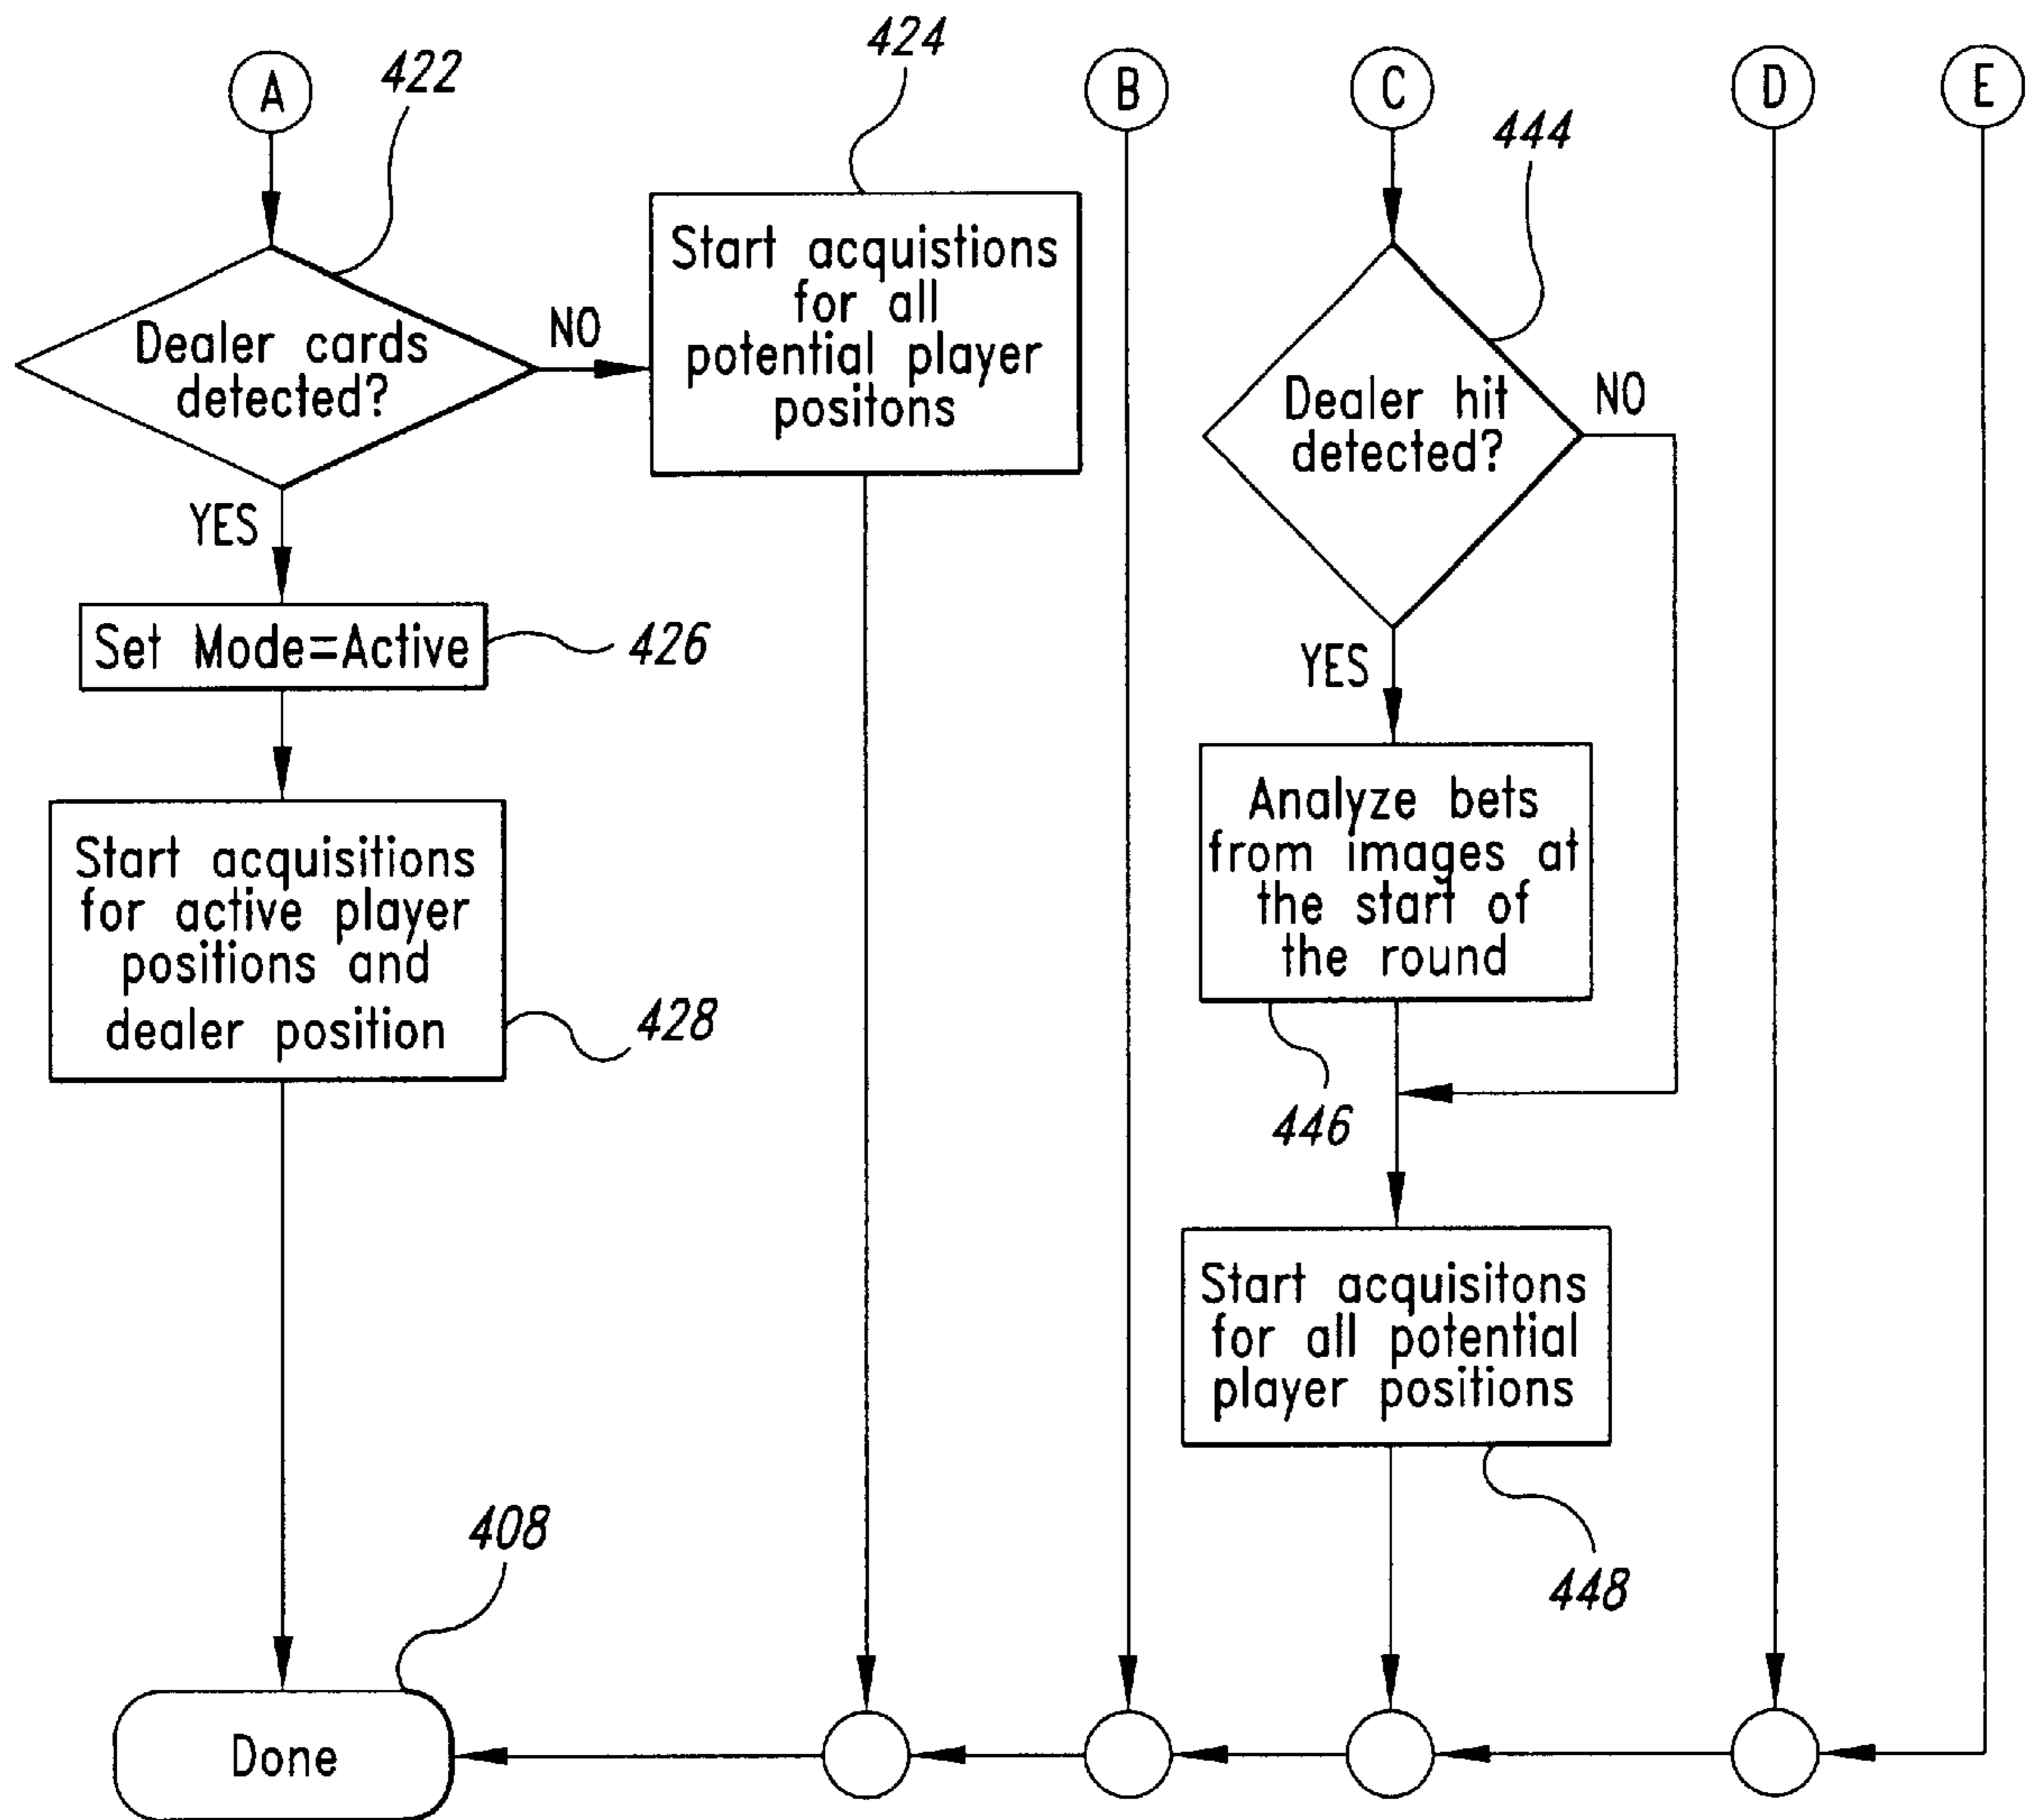 A
422
424
B
C
D
E
444
Dealer cards
detected?
NO
YES
Start acquistions
for all
potential player
positons
Dealer hit
detected?
NO
YES
Set Mode=Active
426
Analyze bets
from images at
the start of
the round
446
Start acquisitions
for active player
positions and
dealer position
428
Start acquisitons
for all potential
player positions
448
408
Done